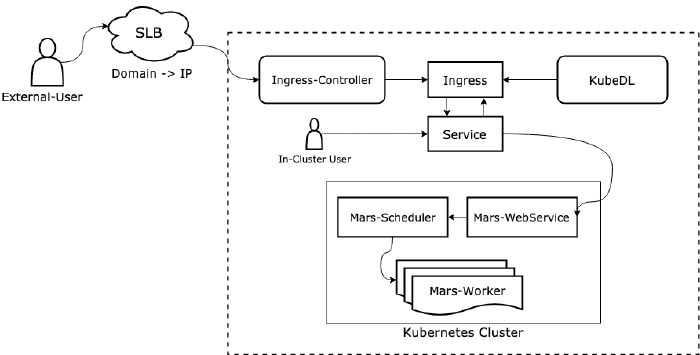 SLB
Domain -> IP
External-User
Ingress-Controller
Ingress
KubeDL
Service
In-Cluster User
Mars-Scheduler
Mars-WebService
Mars-Worker
Kubernetes Cluster